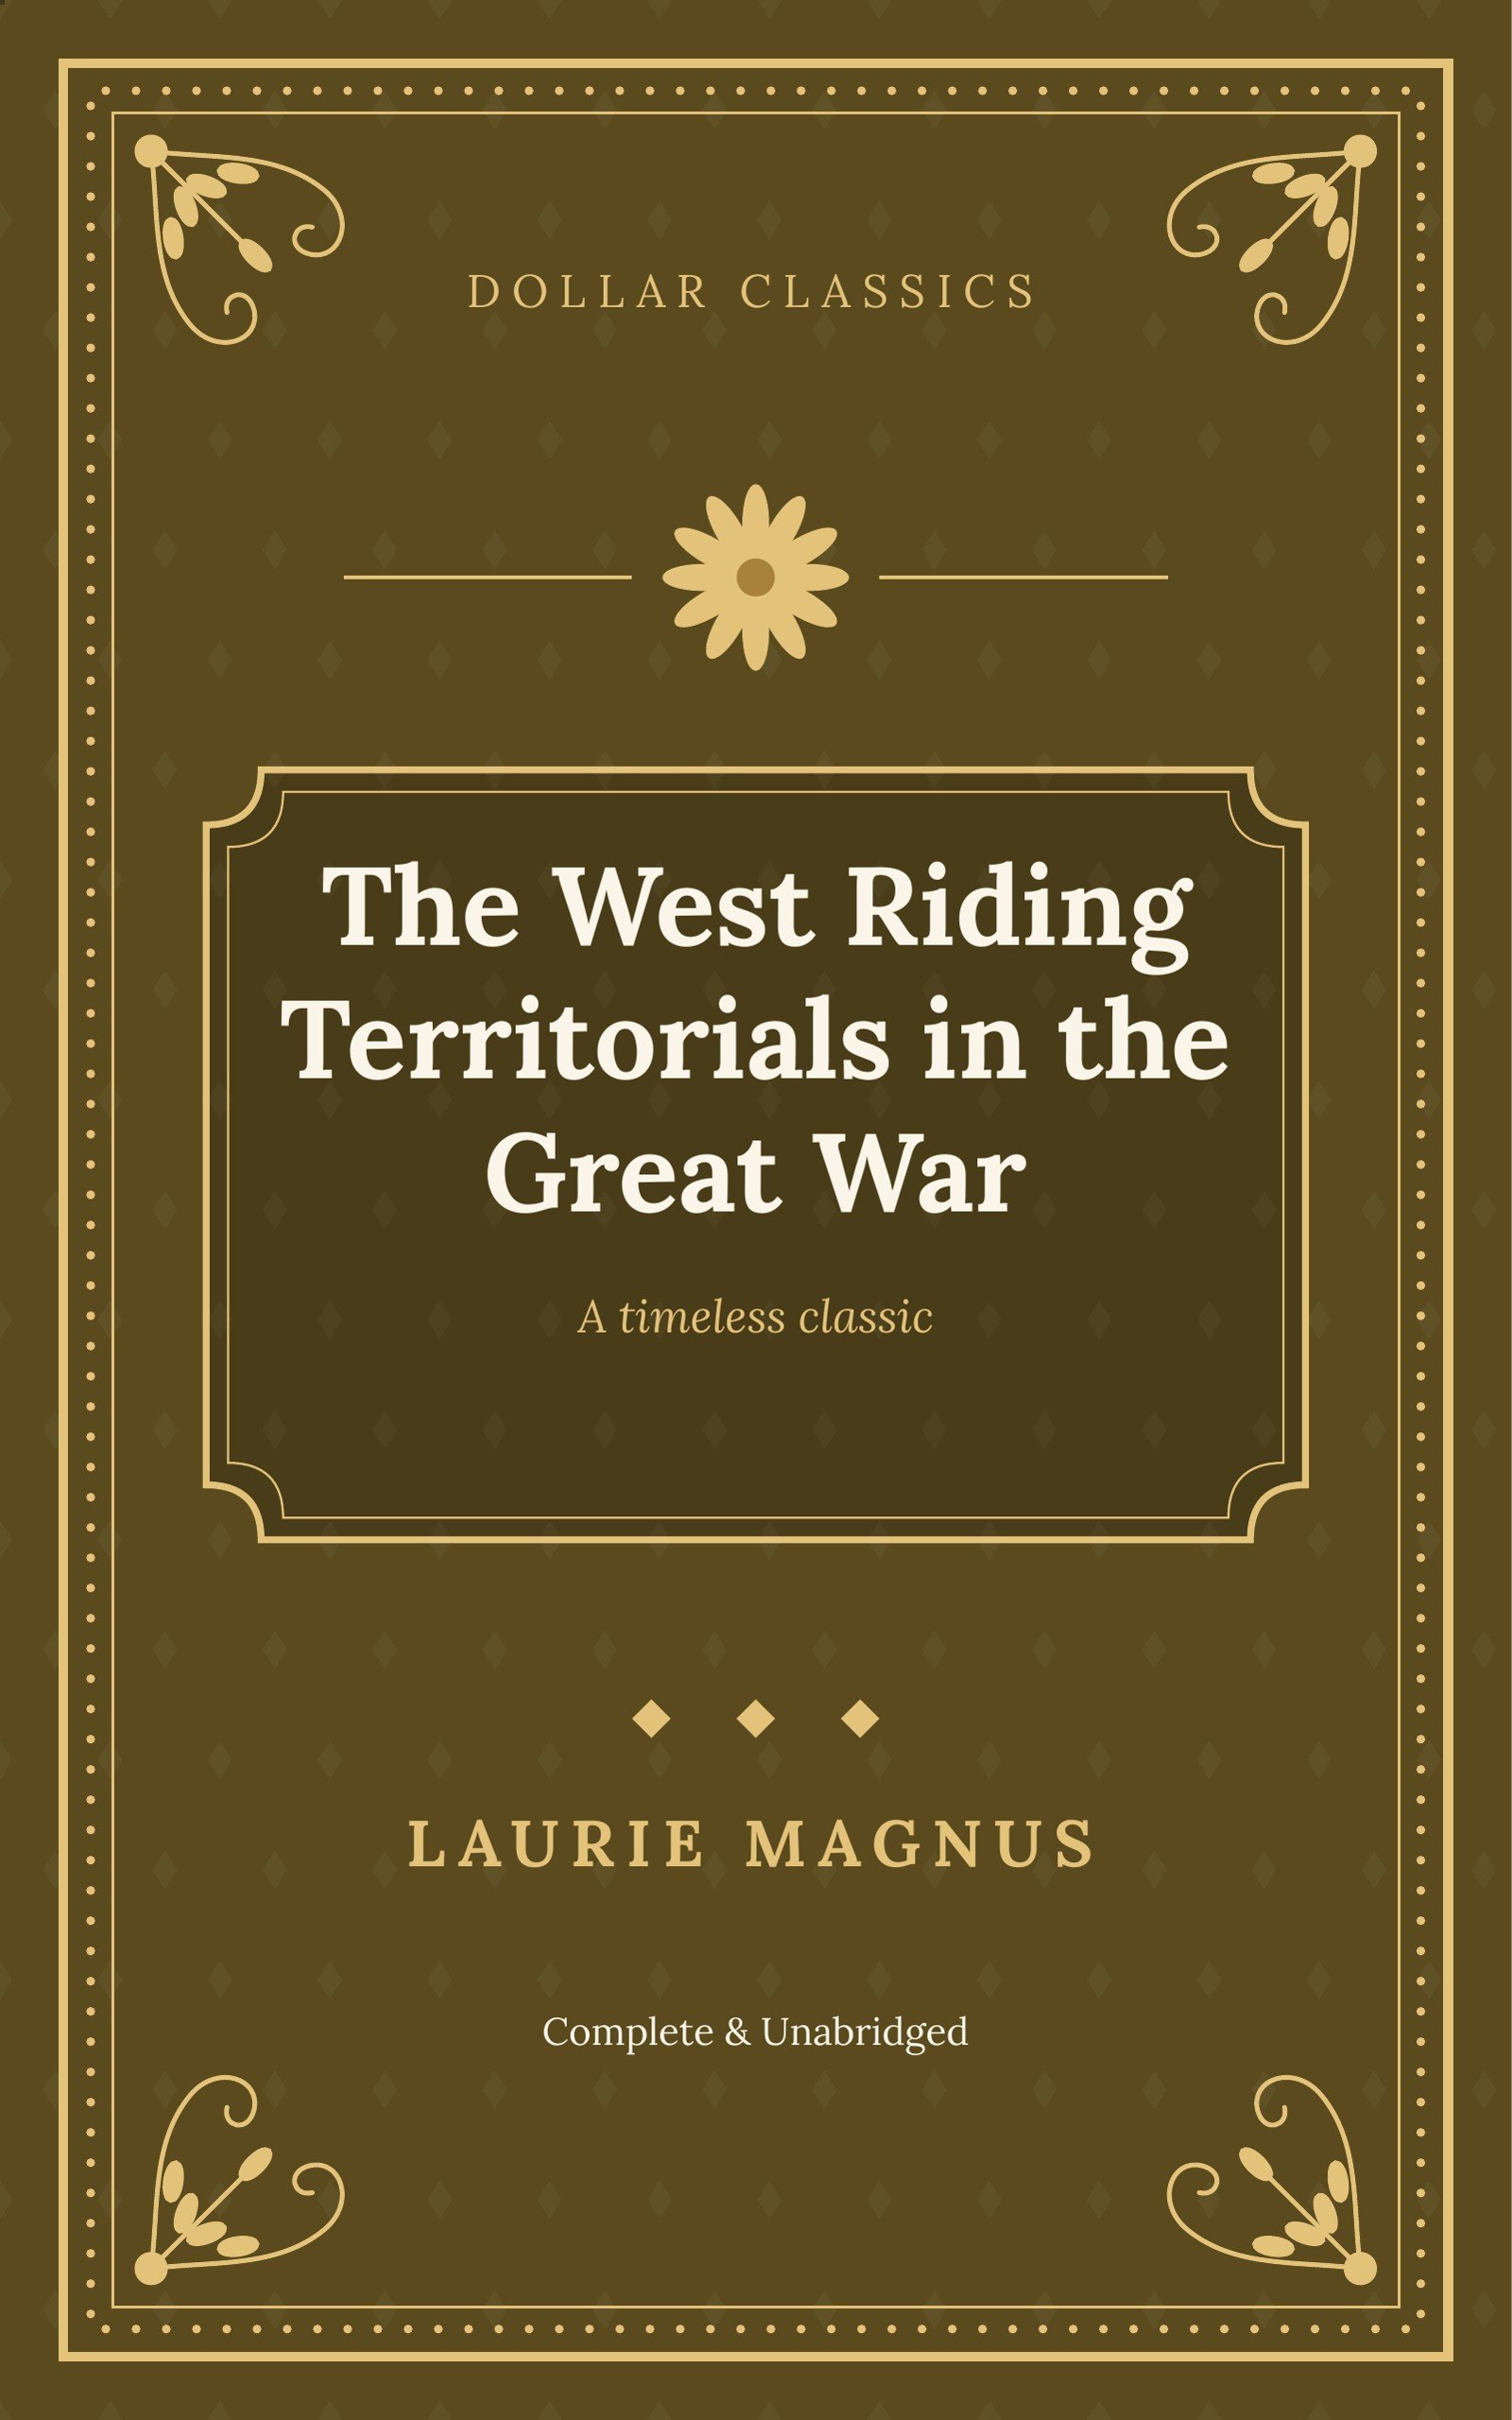 DOLLAR CLASSICS
The West Riding
Territorials in the
Great War
A timeless classic
LAURIE MAGNUS
Complete & Unabridged